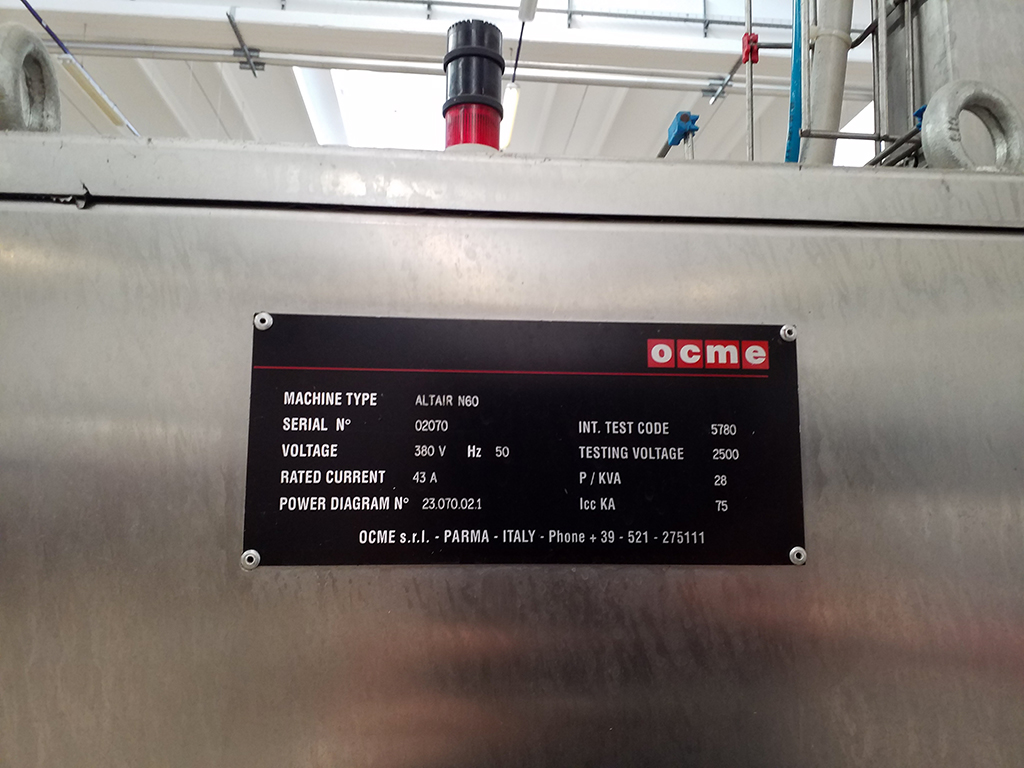 ocme
MACHINE TYPE ALTAIR N60
SERIAL N° 02070 INT. TEST CODE 5780
VOLTAGE 380 V Hz 50 TESTING VOLTAGE 2500
RATED CURRENT 43 A P / KVA 28
POWER DIAGRAM N° 23.070.02.1 Icc KA 75
OCME s.r.l. - PARMA - ITALY - Phone + 39 - 521 - 275111